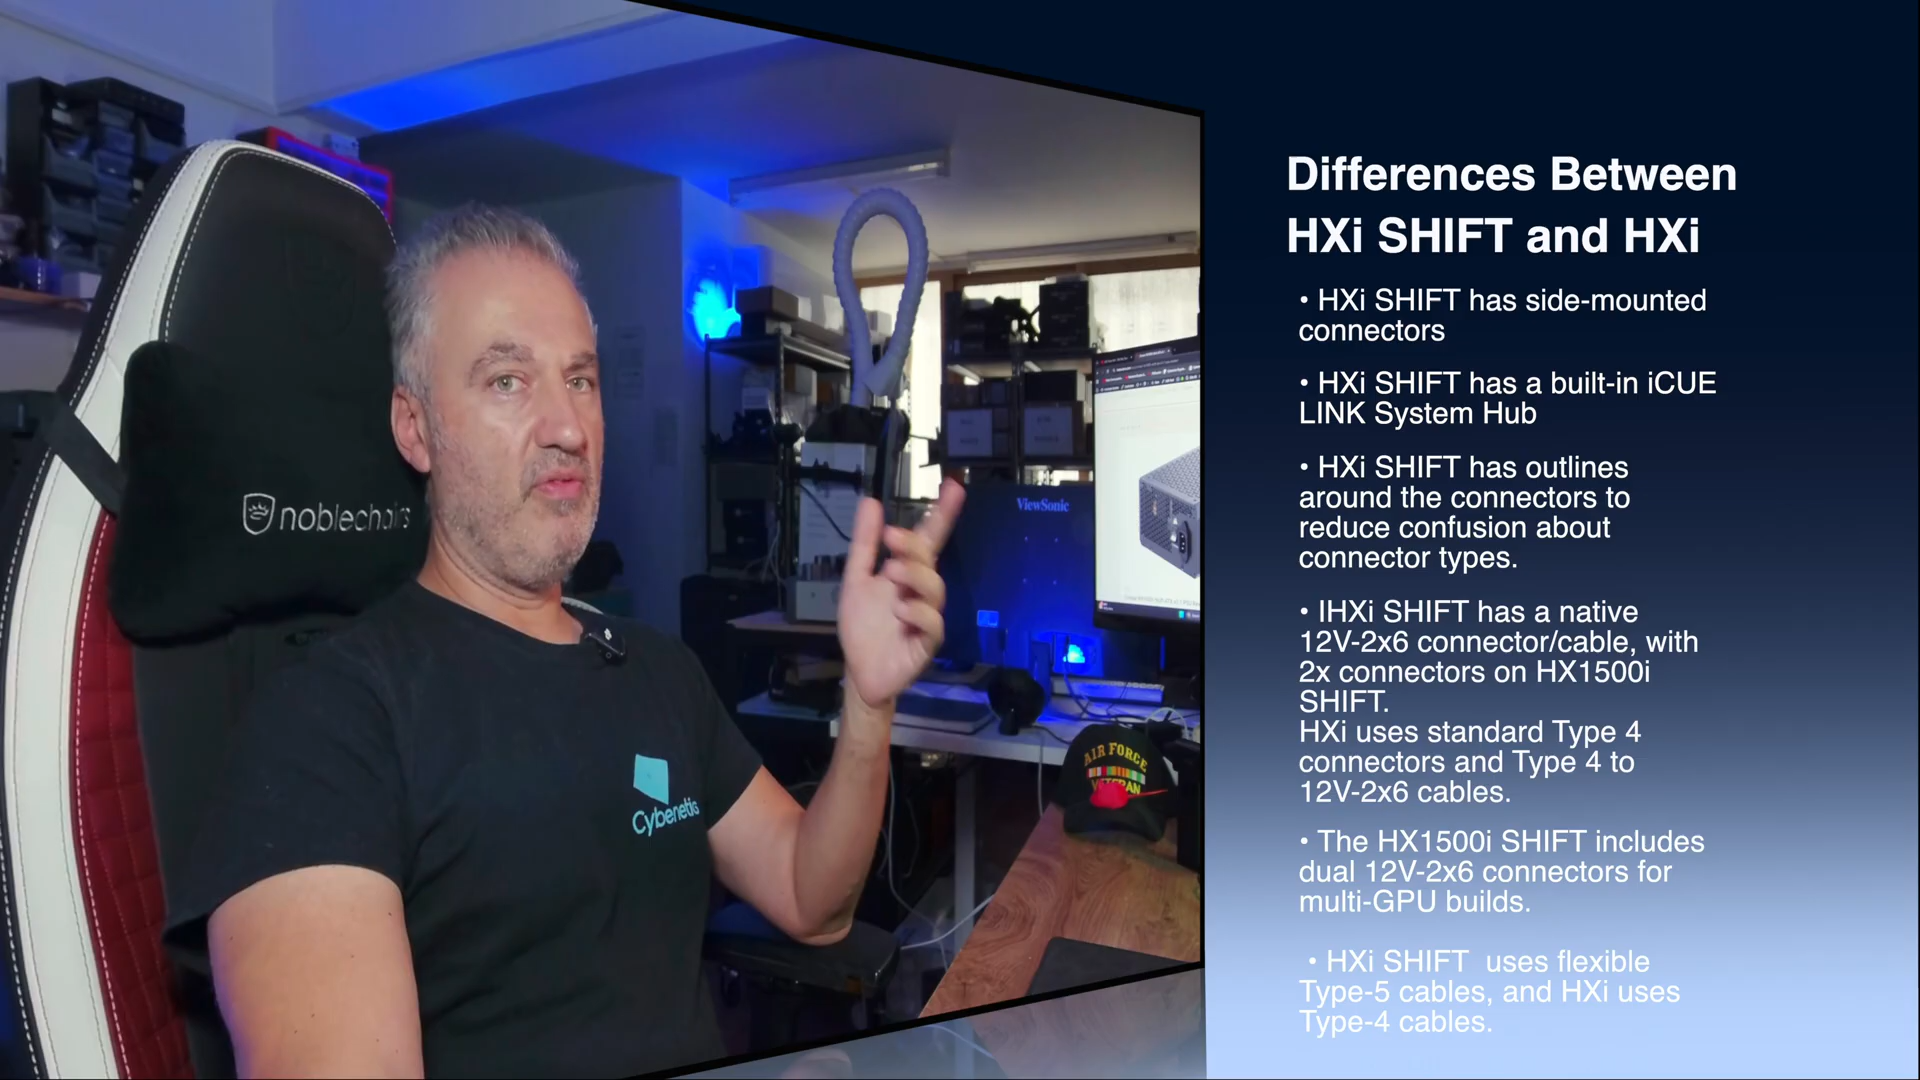 Differences Between
HXi SHIFT and HXi
• HXi SHIFT has side-mounted
connectors
• HXi SHIFT has a built-in iCUE
LINK System Hub
• HXi SHIFT has outlines
around the connectors to
reduce confusion about
connector types.
• IHXi SHIFT has a native
12V-2x6 connector/cable, with
2x connectors on HX1500i
SHIFT.
HXi uses standard Type 4
connectors and Type 4 to
12V-2x6 cables.
• The HX1500i SHIFT includes
dual 12V-2x6 connectors for
multi-GPU builds.
• HXi SHIFT  uses flexible
Type-5 cables, and HXi uses
Type-4 cables.
noblechairs
ViewSonic
AIR FORCE
VETERAN
Cybenetis